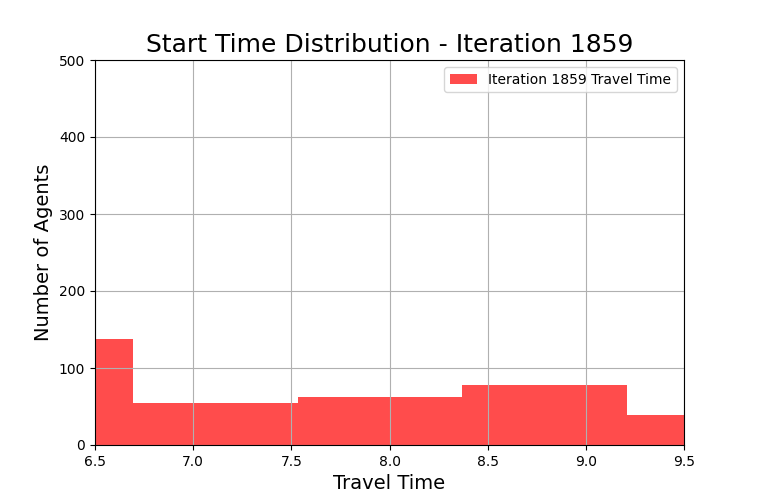 Start Time Distribution - Iteration 1859
Iteration 1859 Travel Time
Number of Agents
500
400
300
200
100
0
6.5 7.0 7.5 8.0 8.5 9.0 9.5
Travel Time